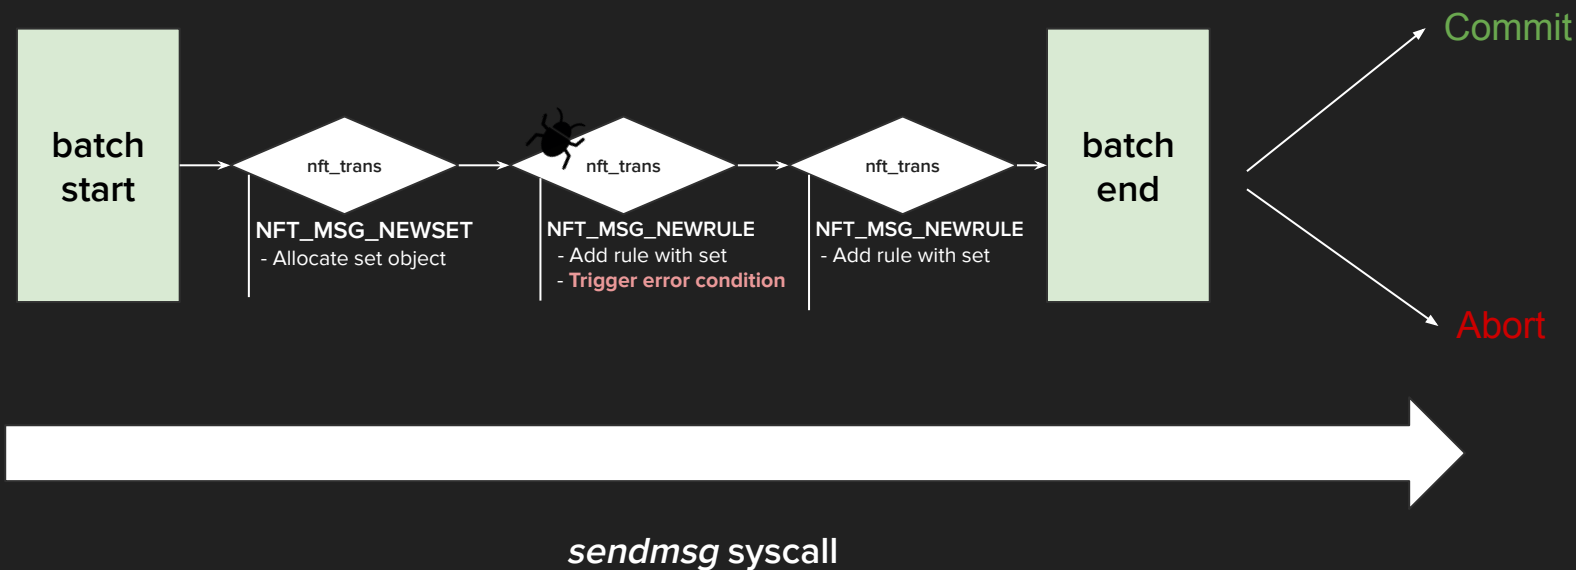 batch
start
nft_trans
NFT_MSG_NEWSET
- Allocate set object
nft_trans
NFT_MSG_NEWRULE
- Add rule with set
- Trigger error condition
nft_trans
NFT_MSG_NEWRULE
- Add rule with set
batch
end
Commit
Abort
sendmsg syscall